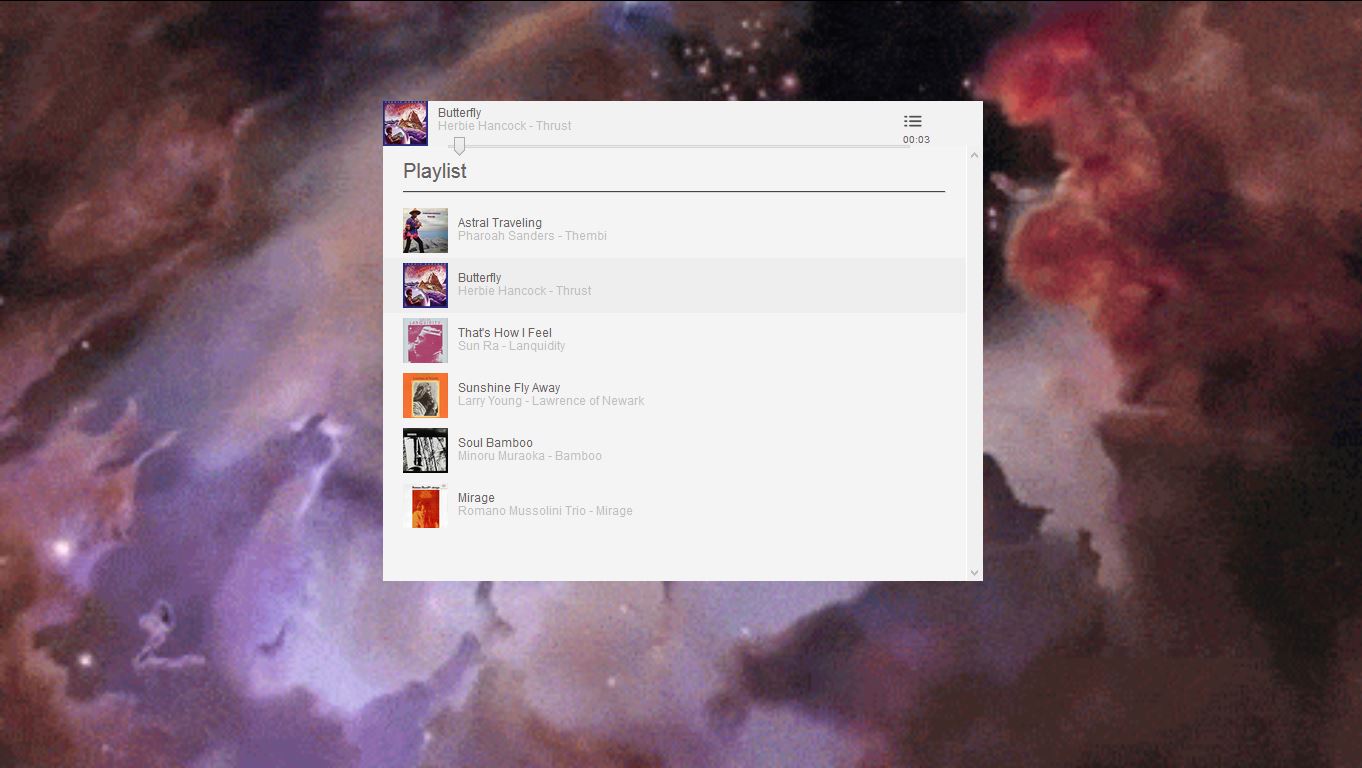 Butterfly
Herbie Hancock - Thrust
00:03
Playlist
Astral Traveling
Pharoah Sanders - Thembi
Butterfly
Herbie Hancock - Thrust
That's How I Feel
Sun Ra - Lanquidity
Sunshine Fly Away
Larry Young - Lawrence of Newark
Soul Bamboo
Minoru Muraoka - Bamboo
Mirage
Romano Mussolini Trio - Mirage